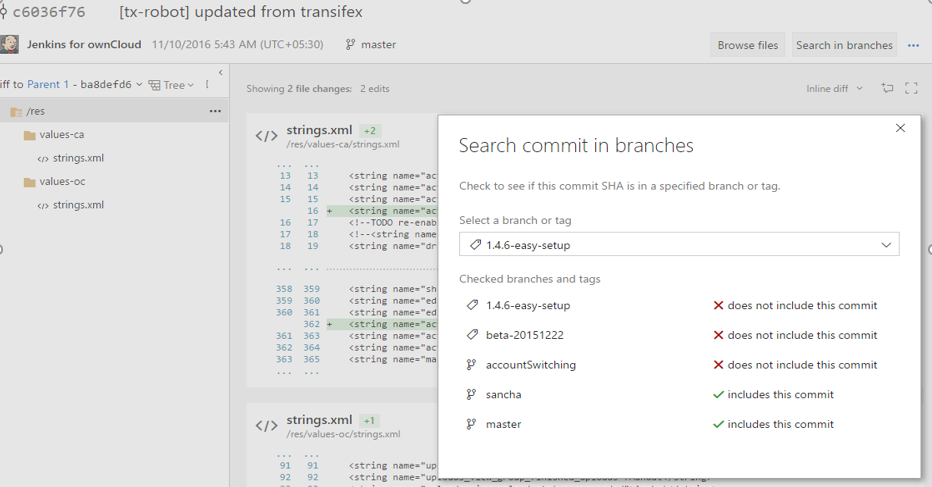 c6036f76 [tx-robot] updated from transifex
Jenkins for ownCloud 11/10/2016 5:43 AM (UTC+05:30) master
Browse files Search in branches ...
iff to Parent 1 - ba8defd6 Tree
Showing 2 file changes: 2 edits Inline diff
/res ...
values-ca
</> strings.xml
values-oc
</> strings.xml
</> strings.xml +2
/res/values-ca/strings.xml
... ...
13 13 <string name="ac
14 14 <string name="ac
15 15 <string name="ac
16 + <string name="ac
16 17 <!--TODO re-enab
17 18 <!--<string name
18 19 <string name="dr
... ...
358 359 <string name="sh
359 360 <string name="ed
360 361 <string name="ed
362 + <string name="ac
361 363 <string name="ac
362 364 <string name="ac
363 365 <string name="ma
... ...
</> strings.xml +1
/res/values-oc/strings.xml
... ...
91 91 <string name="up
92 92
Search commit in branches
Check to see if this commit SHA is in a specified branch or tag.
Select a branch or tag
1.4.6-easy-setup
Checked branches and tags
1.4.6-easy-setup does not include this commit
beta-20151222 does not include this commit
accountSwitching does not include this commit
sancha includes this commit
master includes this commit